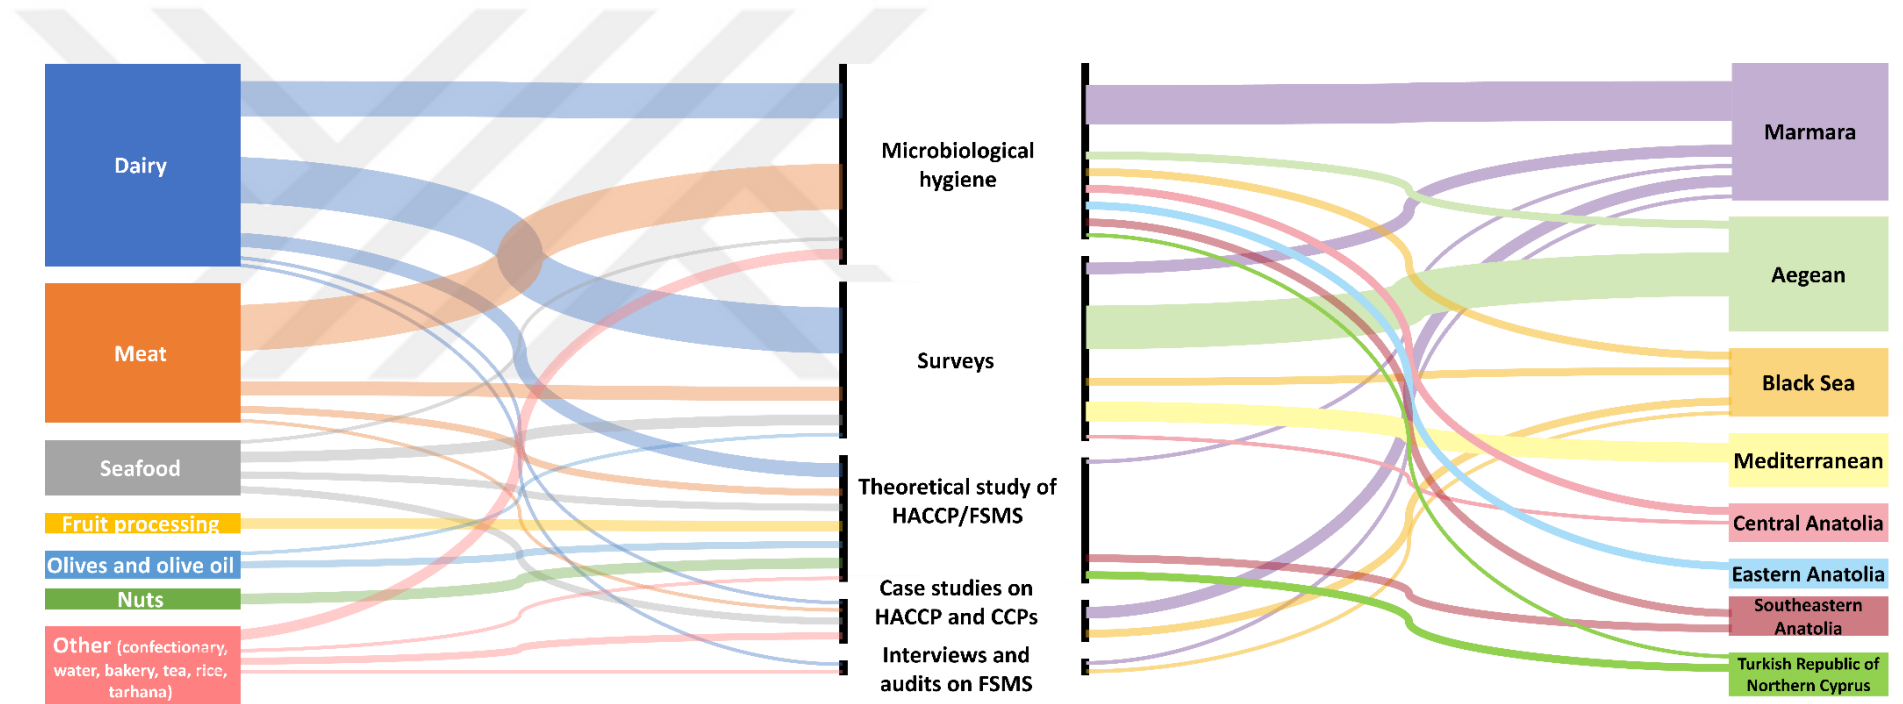 Dairy
Meat
Seafood
Fruit processing
Olives and olive oil
Nuts
Other (confectionary,
water, bakery, tea, rice,
tarhana)
Microbiological
hygiene
Surveys
Theoretical study of
HACCP/FSMS
Case studies on
HACCP and CCPs
Interviews and
audits on FSMS
Marmara
Aegean
Black Sea
Mediterranean
Central Anatolia
Eastern Anatolia
Southeastern
Anatolia
Turkish Republic of
Northern Cyprus